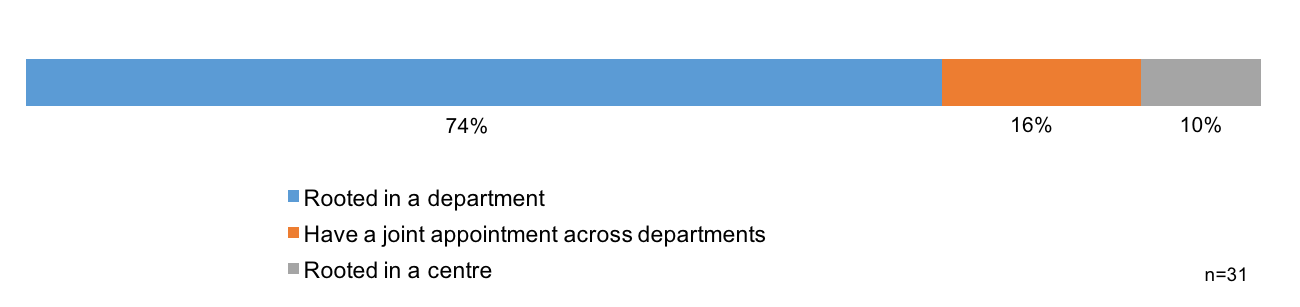 74%
16%
10%
Rooted in a department
Have a joint appointment across departments
Rooted in a centre
n=31